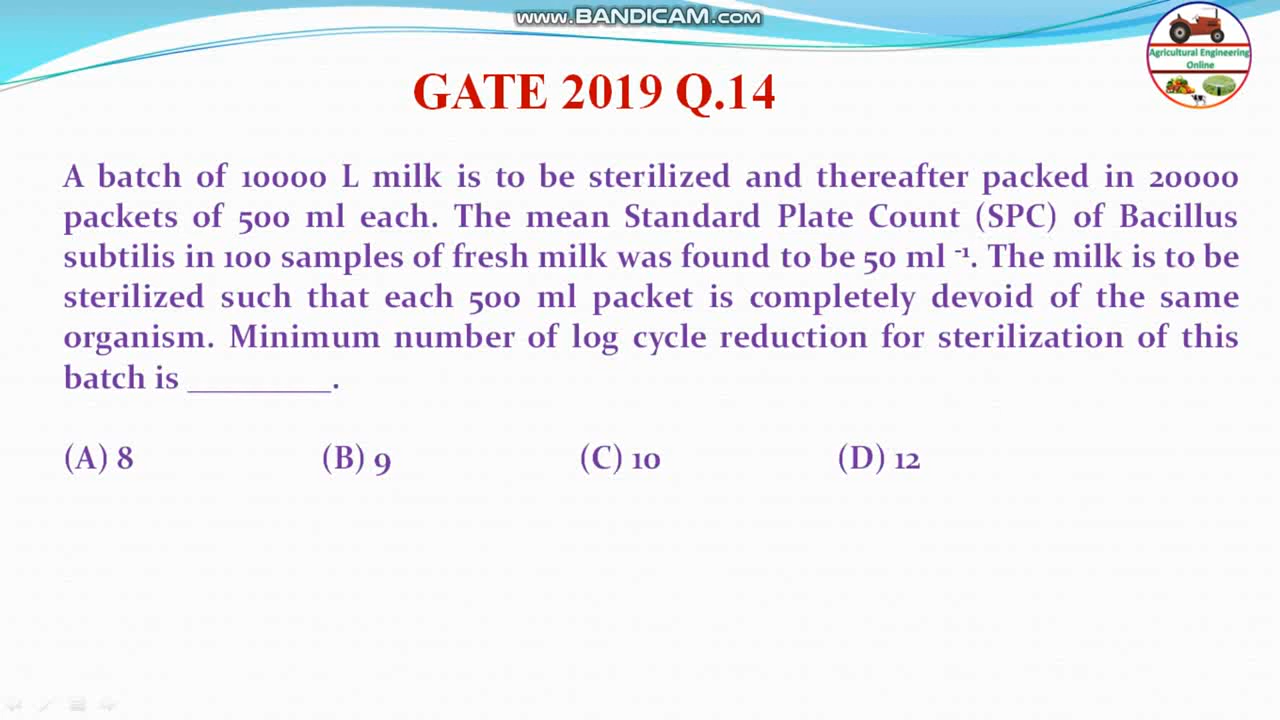 www.BANDICAM.com
Agricultural Engineering
Online
GATE 2019 Q.14
A batch of 10000 L milk is to be sterilized and thereafter packed in 20000
packets of 500 ml each. The mean Standard Plate Count (SPC) of Bacillus
subtilis in 100 samples of fresh milk was found to be 50 ml ⁻¹. The milk is to be
sterilized such that each 500 ml packet is completely devoid of the same
organism. Minimum number of log cycle reduction for sterilization of this
batch is ________.
(A) 8 (B) 9 (C) 10 (D) 12